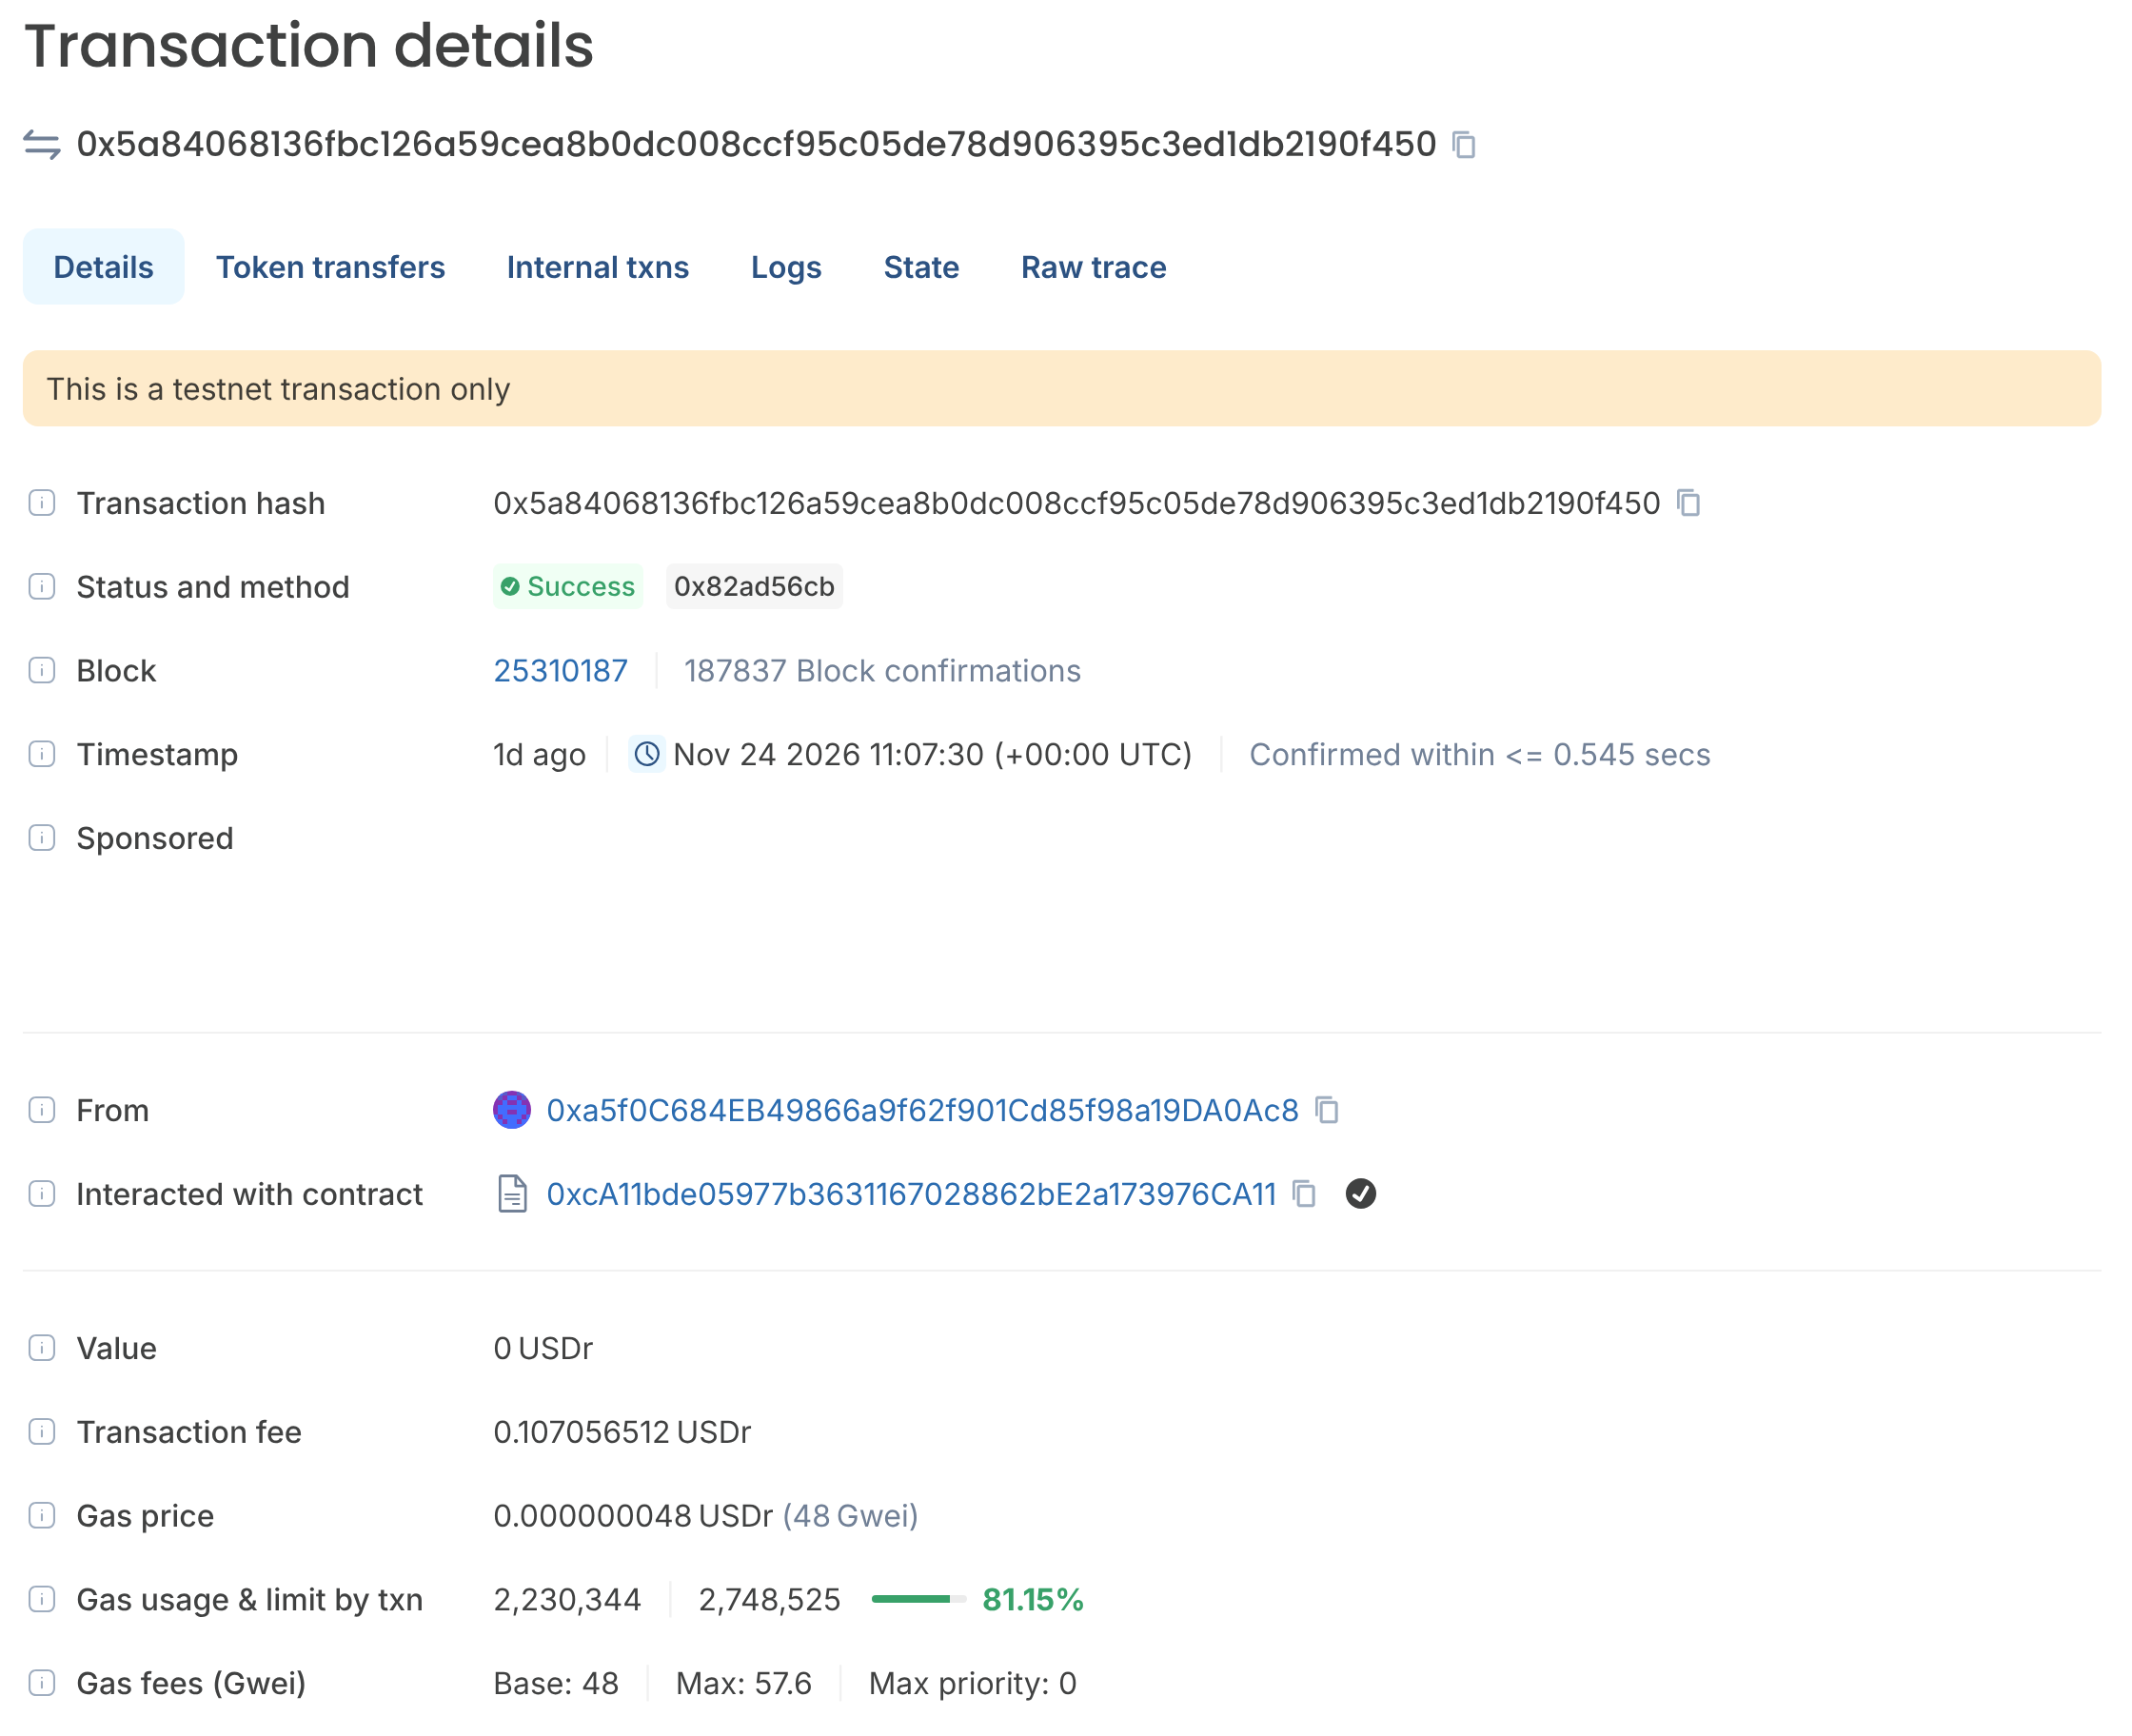 Transaction details
0x5a84068136fbc126a59cea8b0dc008ccf95c05de78d906395c3ed1db2190f450
Details Token transfers Internal txns Logs State Raw trace
This is a testnet transaction only
Transaction hash 0x5a84068136fbc126a59cea8b0dc008ccf95c05de78d906395c3ed1db2190f450
Status and method Success 0x82ad56cb
Block 25310187 187837 Block confirmations
Timestamp 1d ago Nov 24 2026 11:07:30 (+00:00 UTC) Confirmed within <= 0.545 secs
Sponsored
From 0xa5f0C684EB49866a9f62f901Cd85f98a19DA0Ac8
Interacted with contract 0xcA11bde05977b3631167028862bE2a173976CA11
Value 0 USDr
Transaction fee 0.107056512 USDr
Gas price 0.000000048 USDr (48 Gwei)
Gas usage & limit by txn 2,230,344 2,748,525 81.15%
Gas fees (Gwei) Base: 48 Max: 57.6 Max priority: 0